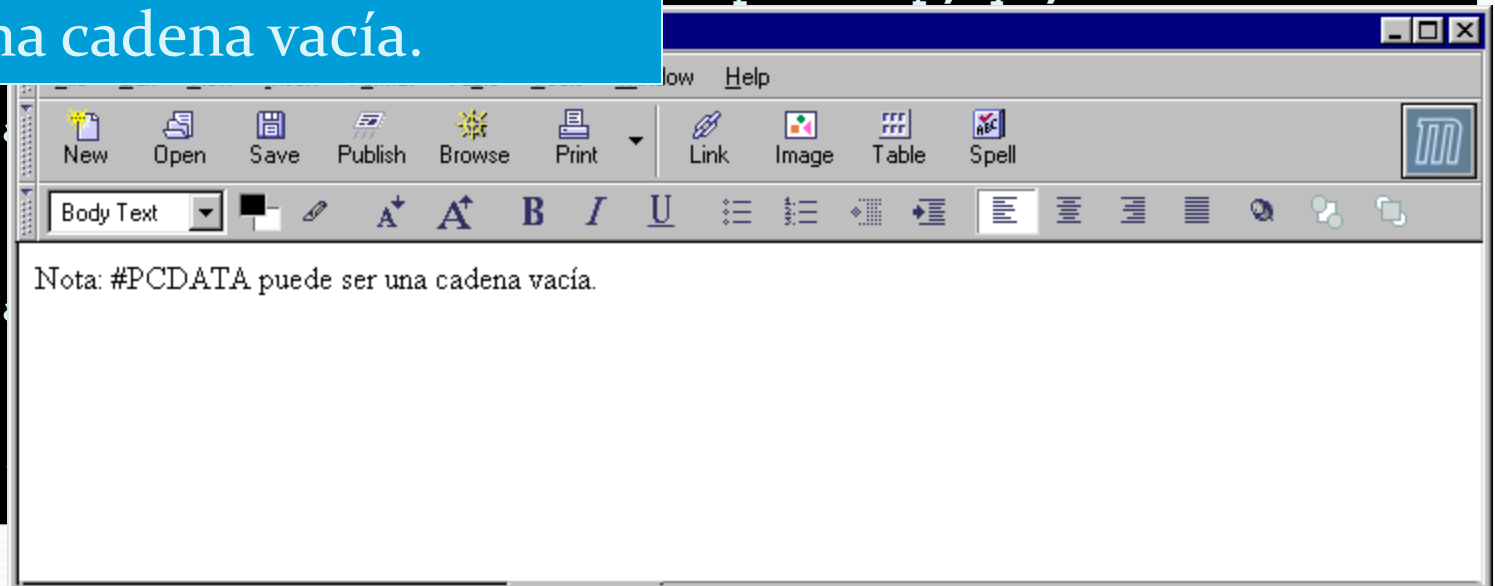 na cadena vacía.
low Help
New Open Save Publish Browse Print Link Image Table Spell
Body Text A A B I U
Nota: #PCDATA puede ser una cadena vacía.